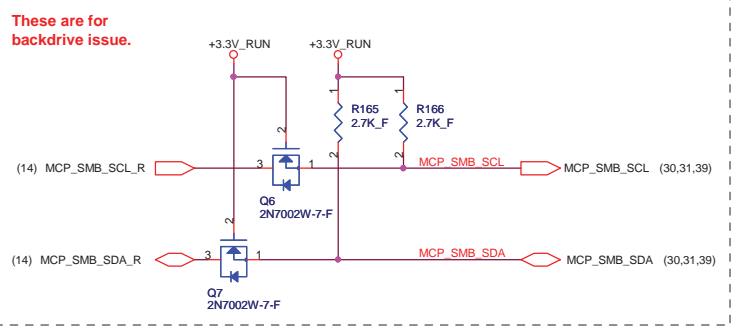 These are for
backdrive issue.
+3.3V_RUN +3.3V_RUN
1 1
R165 R166
2.7K_F 2.7K_F
2 2 2
(14) MCP_SMB_SCL_R 3 1 MCP_SMB_SCL MCP_SMB_SCL (30,31,39)
Q6
2N7002W-7-F
2
(14) MCP_SMB_SDA_R 3 1 MCP_SMB_SDA MCP_SMB_SDA (30,31,39)
Q7
2N7002W-7-F